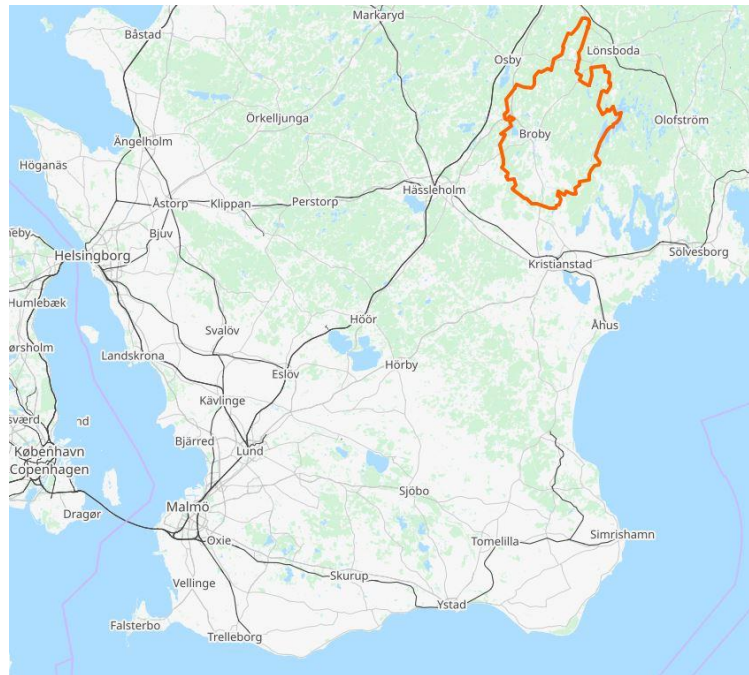 Markaryd
Båstad
Lönsboda
Osby
Örkelljunga
Olofström
Broby
Ängelholm
Höganäs
Hässleholm
Perstorp
Klippan
Åstorp
Bjuv
Helsingborg
Sölvesborg
Kristianstad
Humlebæk
Höör
Åhus
Svalöv
Landskrona
Hörby
Eslöv
Kävlinge
Bjärred
Lund
København
Copenhagen
Sjöbo
Malmö
Dragør
Simrishamn
Oxie
Tomelilla
Skurup
Vellinge
Ystad
Falsterbo
Trelleborg